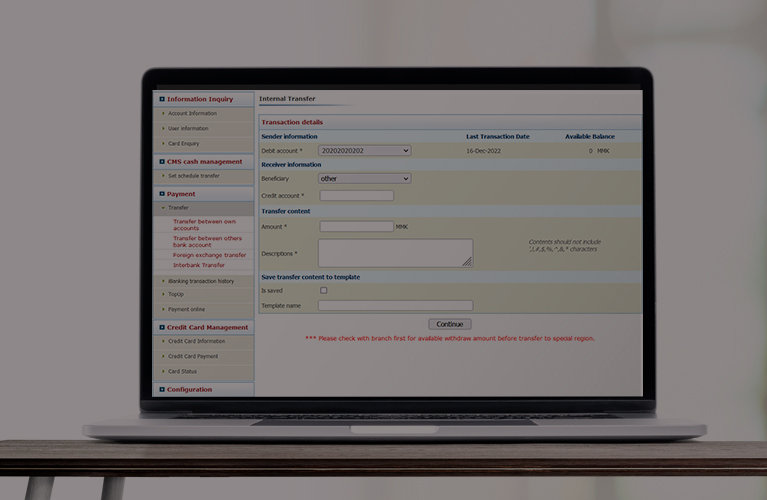 Information Inquiry
Account Information
User information
Card Enquiry
CMS cash management
Set schedule transfer
Payment
Transfer
Transfer between own
accounts
Transfer between others
bank account
Foreign exchange transfer
Interbank Transfer
iBanking transaction history
TopUp
Payment online
Credit Card Management
Credit Card Information
Credit Card Payment
Card Status
Configuration
Internal Transfer
Transaction details
Sender information Last Transaction Date Available Balance
Debit account * 20202020202 16-Dec-2022 0 MMK
Receiver information
Beneficiary other
Credit account *
Transfer content
Amount * MMK
Descriptions *
Contents should not include
characters
Save transfer content to template
Is saved
Template name
Continue
*** Please check with branch first for available withdraw amount before transfer to special region.